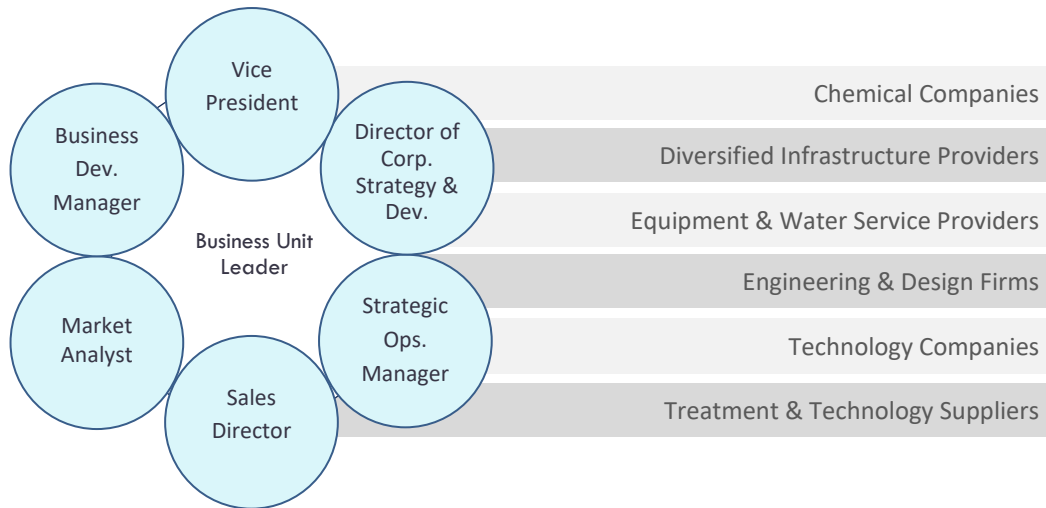 Vice
President
Business
Dev.
Manager
Director of
Corp.
Strategy &
Dev.
Business Unit
Leader
Market
Analyst
Strategic
Ops.
Manager
Sales
Director
Chemical Companies
Diversified Infrastructure Providers
Equipment & Water Service Providers
Engineering & Design Firms
Technology Companies
Treatment & Technology Suppliers